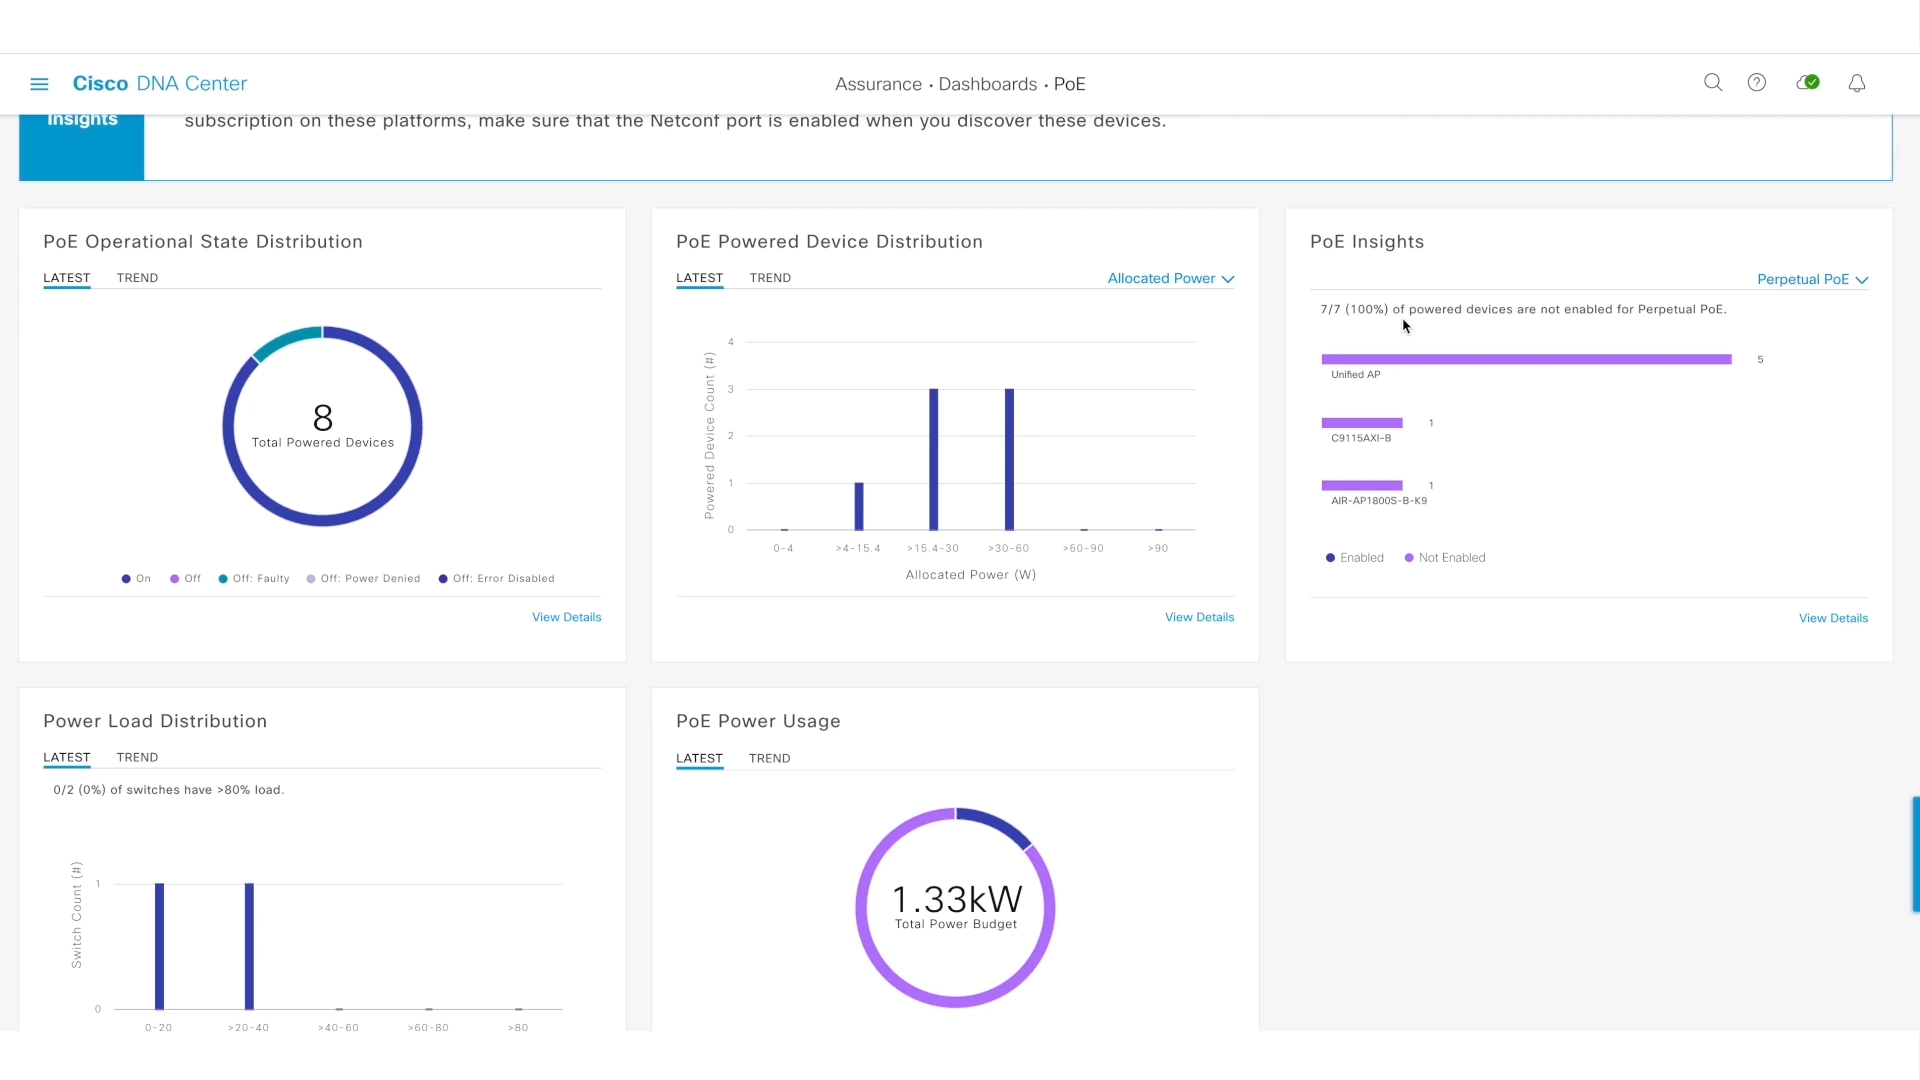 Cisco DNA Center
Assurance • Dashboards • PoE
Insights
subscription on these platforms, make sure that the Netconf port is enabled when you discover these devices.
PoE Operational State Distribution
LATEST TREND
8
Total Powered Devices
On Off Off: Faulty Off: Power Denied Off: Error Disabled
View Details
PoE Powered Device Distribution
LATEST TREND Allocated Power
Powered Device Count (#)
4
3
2
1
0
0-4 >4-15.4 >15.4-30 >30-60 >60-90 >90
Allocated Power (W)
View Details
PoE Insights
Perpetual PoE
7/7 (100%) of powered devices are not enabled for Perpetual PoE.
5
Unified AP
1
C9115AXI-B
1
AIR-AP1800S-B-K9
Enabled Not Enabled
View Details
Power Load Distribution
LATEST TREND
0/2 (0%) of switches have >80% load.
Switch Count (#)
1
0
0-20 >20-40 >40-60 >60-80 >80
PoE Power Usage
LATEST TREND
1.33kW
Total Power Budget